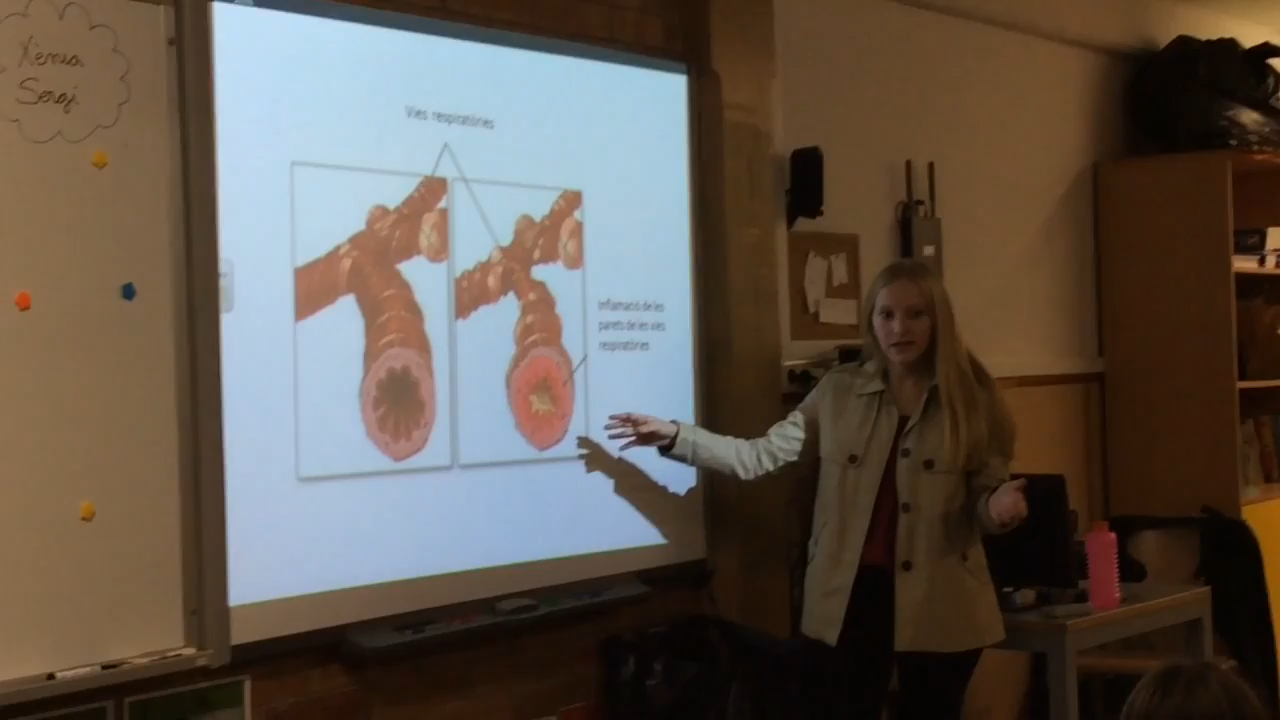 Xènia
Sergi
Vies respiratòries
Inflamació de les
parets de les vies
respiratòries